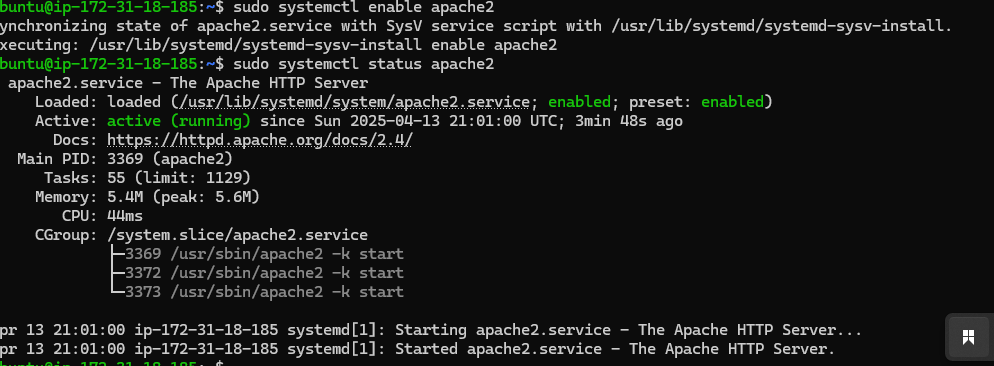 buntu@ip-172-31-18-185:~$ sudo systemctl enable apache2
ynchronizing state of apache2.service with SysV service script with /usr/lib/systemd/systemd-sysv-install.
xecuting: /usr/lib/systemd/systemd-sysv-install enable apache2
buntu@ip-172-31-18-185:~$ sudo systemctl status apache2
apache2.service - The Apache HTTP Server
Loaded: loaded (/usr/lib/systemd/system/apache2.service; enabled; preset: enabled)
Active: active (running) since Sun 2025-04-13 21:01:00 UTC; 3min 48s ago
Docs: https://httpd.apache.org/docs/2.4/
Main PID: 3369 (apache2)
Tasks: 55 (limit: 1129)
Memory: 5.4M (peak: 5.6M)
CPU: 44ms
CGroup: /system.slice/apache2.service
├─3369 /usr/sbin/apache2 -k start
├─3372 /usr/sbin/apache2 -k start
└─3373 /usr/sbin/apache2 -k start
pr 13 21:01:00 ip-172-31-18-185 systemd[1]: Starting apache2.service - The Apache HTTP Server...
pr 13 21:01:00 ip-172-31-18-185 systemd[1]: Started apache2.service - The Apache HTTP Server.
buntu@ip-172-31-18-185:~$